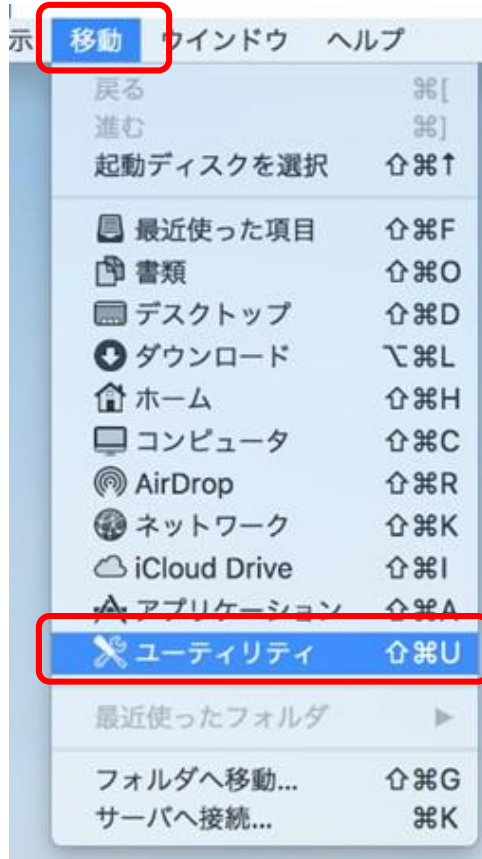 示 移動 ウインドウ ヘルプ
戻る ⌘[
進む ⌘]
起動ディスクを選択 ⇧⌘↑
最近使った項目 ⇧⌘F
書類 ⇧⌘O
デスクトップ ⇧⌘D
ダウンロード ⌥⌘L
ホーム ⇧⌘H
コンピュータ ⇧⌘C
AirDrop ⇧⌘R
ネットワーク ⇧⌘K
iCloud Drive ⇧⌘I
アプリケーション ⇧⌘A
ユーティリティ ⇧⌘U
最近使ったフォルダ ▶
フォルダへ移動... ⇧⌘G
サーバへ接続... ⌘K